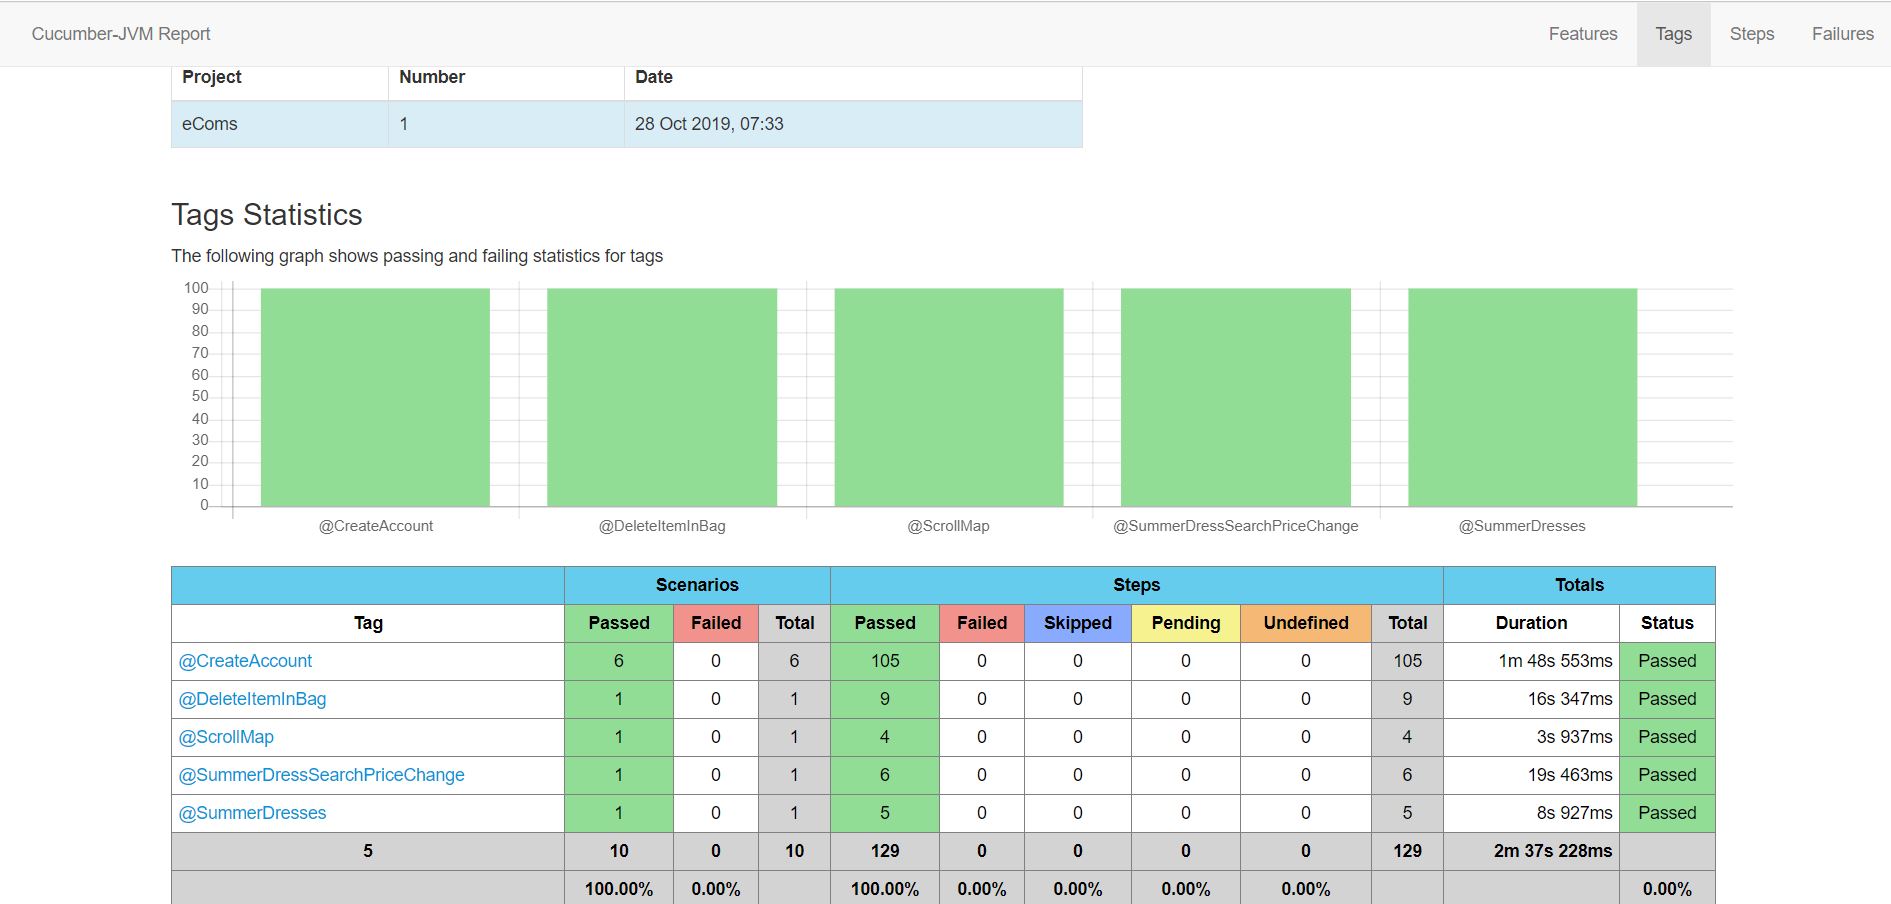 Cucumber-JVM Report Features Tags Steps Failures
Project Number Date
eComs 1 28 Oct 2019, 07:33
Tags Statistics
The following graph shows passing and failing statistics for tags
100
90
80
70
60
50
40
30
20
10
0
@CreateAccount @DeleteItemInBag @ScrollMap @SummerDressSearchPriceChange @SummerDresses
Scenarios Steps Totals
Tag Passed Failed Total Passed Failed Skipped Pending Undefined Total Duration Status
@CreateAccount 6 0 6 105 0 0 0 0 105 1m 48s 553ms Passed
@DeleteItemInBag 1 0 1 9 0 0 0 0 9 16s 347ms Passed
@ScrollMap 1 0 1 4 0 0 0 0 4 3s 937ms Passed
@SummerDressSearchPriceChange 1 0 1 6 0 0 0 0 6 19s 463ms Passed
@SummerDresses 1 0 1 5 0 0 0 0 5 8s 927ms Passed
5 10 0 10 129 0 0 0 0 129 2m 37s 228ms
100.00% 0.00% 100.00% 0.00% 0.00% 0.00% 0.00% 0.00%